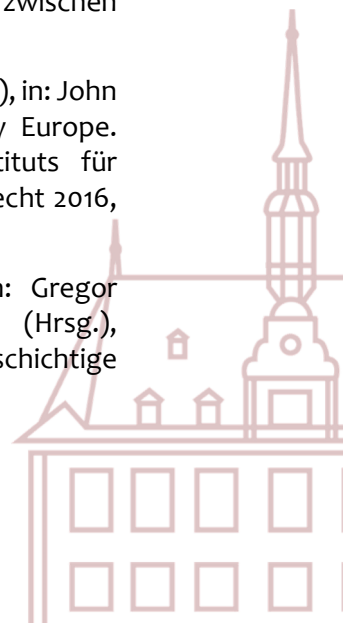 zwischen
), in: John
y Europe.
tituts für
echt 2016,
n: Gregor
(Hrsg.),
schichtige